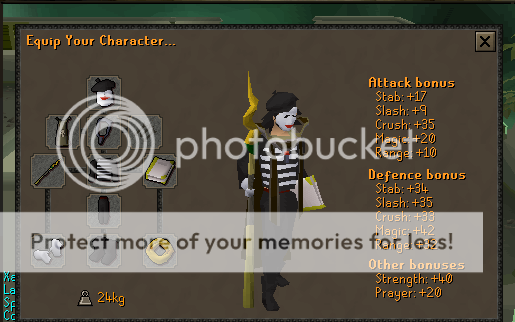 Equip Your Character...
Attack bonus
Stab: +17
Slash: +9
Crush: +35
Magic: +20
Range: +10
photobucket
Defence bonus
Stab: +34
Slash: +35
Crush: +33
Magic: +42
Protect more of your memories for less!
Other bonuses
Strength: +40
Prayer: +20
24kg